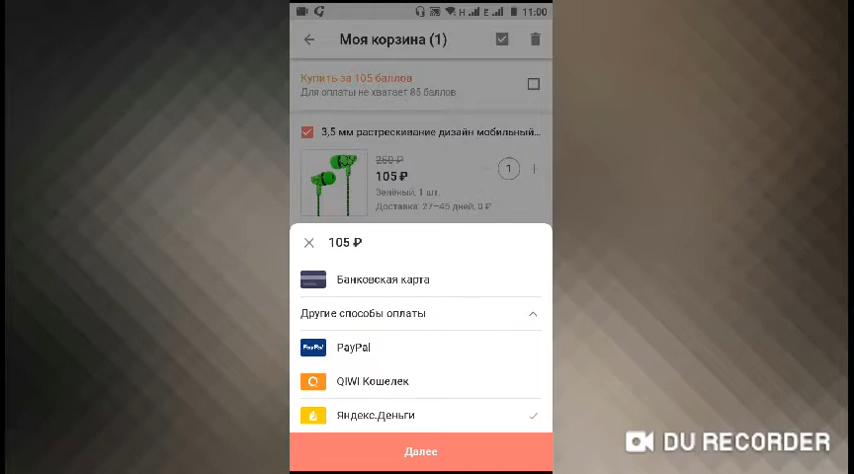 H E 11:00
Моя корзина (1)
Купить за 105 баллов
Для оплаты не хватает 85 баллов
3,5 мм растрескивание дизайн мобильный...
250 ₽
105 ₽
1
Зелёный, 1 шт.
Доставка: 27–45 дней, 0 ₽
105 ₽
Банковская карта
Другие способы оплаты
PayPal PayPal
QIWI Кошелек
Яндекс.Деньги
Далее
DU RECORDER